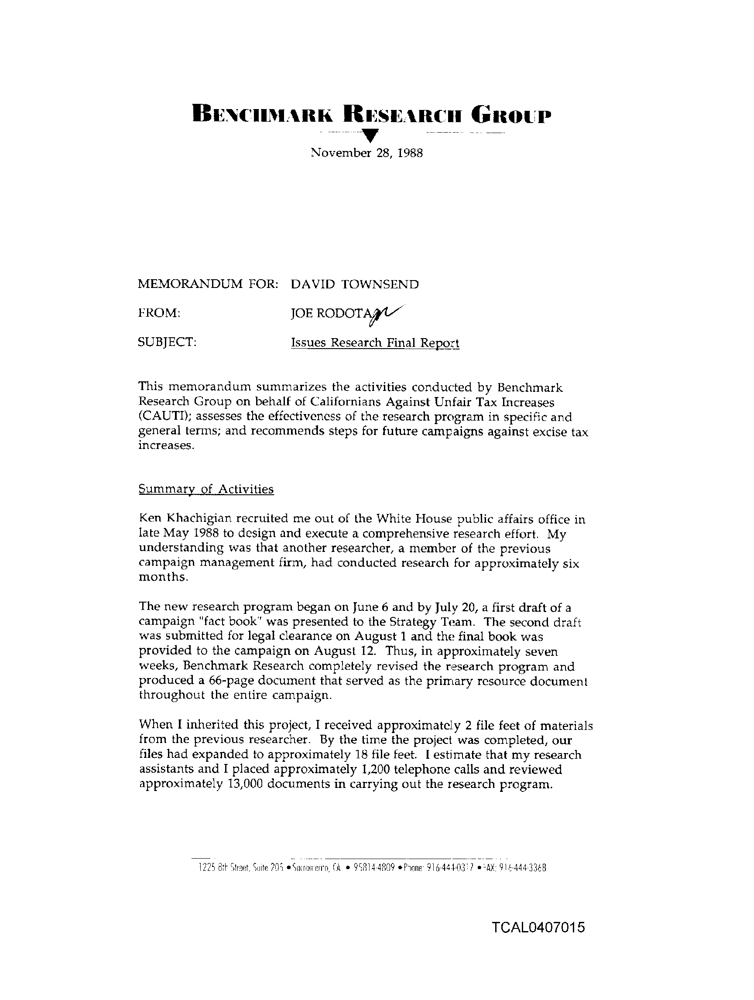 BENCHMARK RESEARCH GROUP
November 28, 1988
MEMORANDUM FOR: DAVID TOWNSEND
FROM: JOE RODOTA
SUBJECT: Issues Research Final Report
This memorandum summarizes the activities conducted by Benchmark
Research Group on behalf of Californians Against Unfair Tax Increases
(CAUTI); assesses the effectiveness of the research program in specific and
general terms; and recommends steps for future campaigns against excise tax
increases.
Summary of Activities
Ken Khachigian recruited me out of the White House public affairs office in
late May 1988 to design and execute a comprehensive research effort. My
understanding was that another researcher, a member of the previous
campaign management firm, had conducted research for approximately six
months.
The new research program began on June 6 and by July 20, a first draft of a
campaign "fact book" was presented to the Strategy Team. The second draft
was submitted for legal clearance on August 1 and the final book was
provided to the campaign on August 12. Thus, in approximately seven
weeks, Benchmark Research completely revised the research program and
produced a 66-page document that served as the primary resource document
throughout the entire campaign.
When I inherited this project, I received approximately 2 file feet of materials
from the previous researcher. By the time the project was completed, our
files had expanded to approximately 18 file feet. I estimate that my research
assistants and I placed approximately 1,200 telephone calls and reviewed
approximately 13,000 documents in carrying out the research program.
1225 8th Street, Suite 205 • Sacramento, CA • 95814-4809 • Phone: 916-444-0317 • FAX: 916-444-3368
TCAL0407015